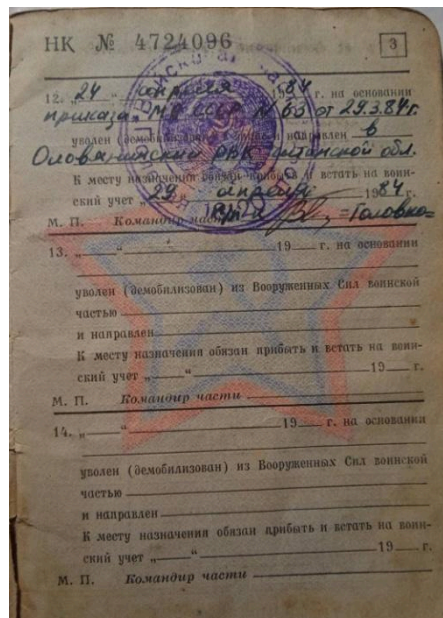 НК № 4724096
3
12. „24“ апреля 1984 г. на основании
приказа МО СССР № 65 от 29.3.84г.
уволен (демобилизован) и направлен в
Оловяннинский РВК Читинской обл.
К месту назначения обязан прибыть и встать на воин-
ский учет „29“ апреля 1984 г.
М. П. Командир части =Головко=
13. „ “ 19 г. на основании
уволен (демобилизован) из Вооруженных Сил воинской
частью
и направлен
К месту назначения обязан прибыть и встать на воин-
ский учет „ “ 19 г.
М. П. Командир части
14. „ “ 19 г. на основании
уволен (демобилизован) из Вооруженных Сил воинской
частью
и направлен
К месту назначения обязан прибыть и встать на воин-
ский учет „ “ 19 г.
М. П. Командир части